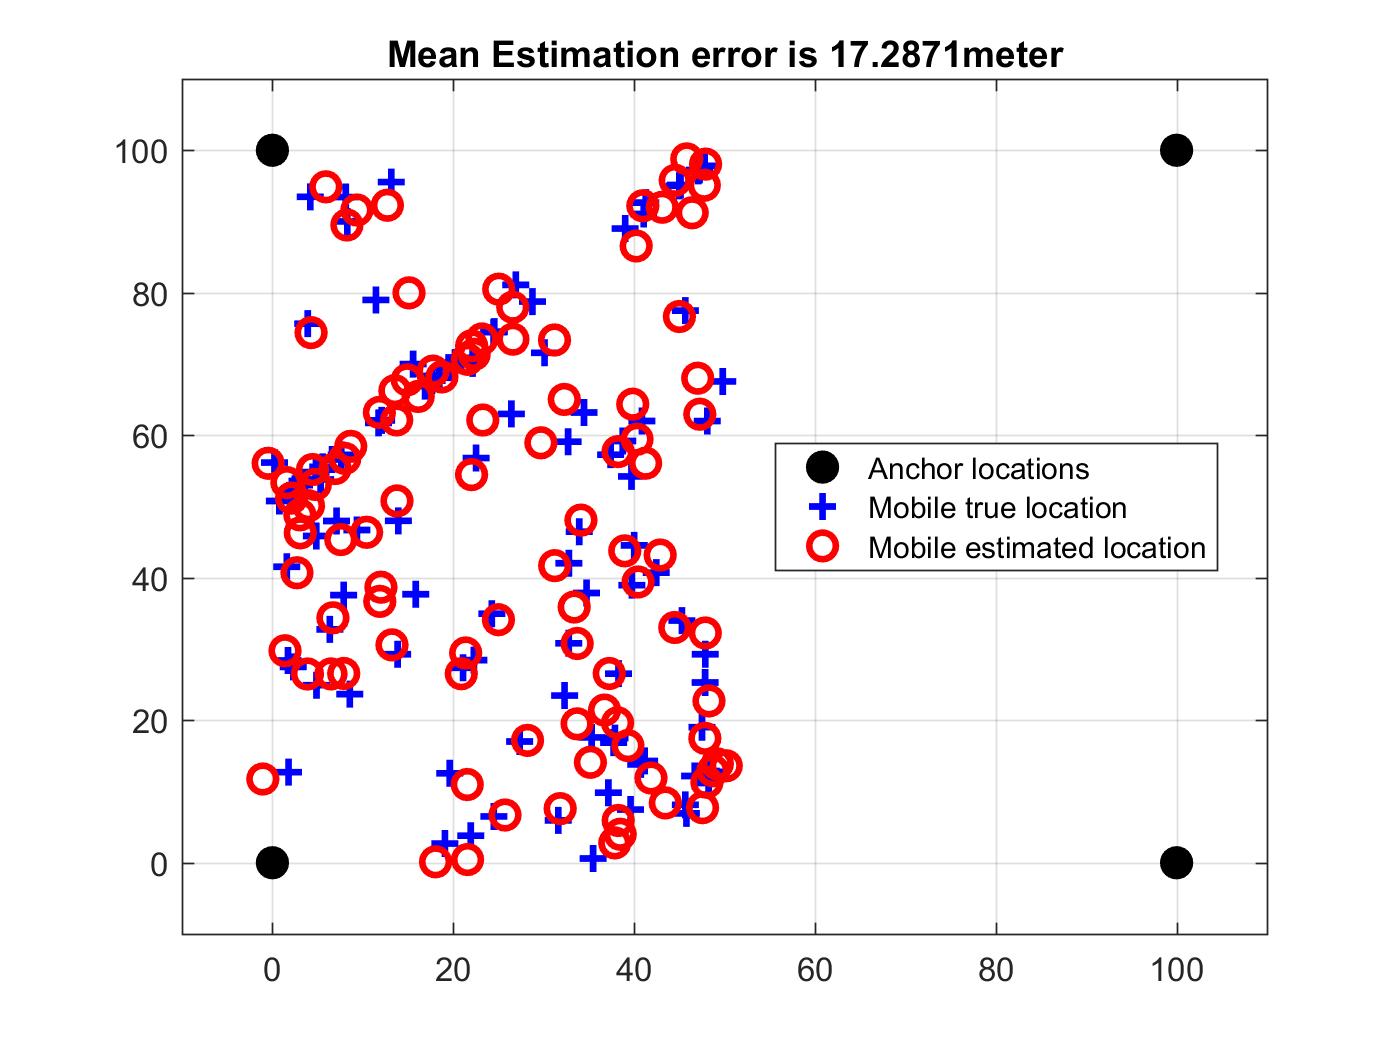 Mean Estimation error is 17.2871meter
100
80
60
40
20
0
Anchor locations
Mobile true location
Mobile estimated location
0 20 40 60 80 100